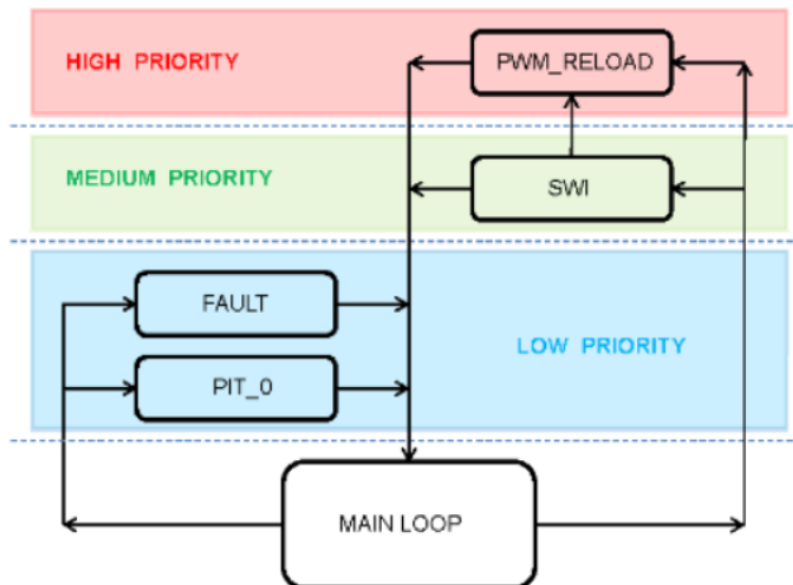 HIGH PRIORITY
PWM_RELOAD
MEDIUM PRIORITY
SWI
FAULT
LOW PRIORITY
PIT_0
MAIN LOOP